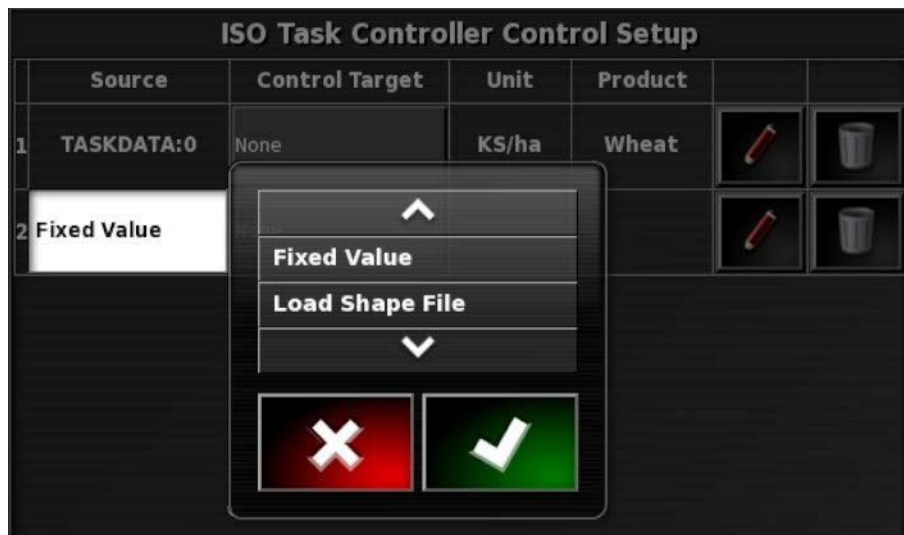 ISO Task Controller Control Setup
Source Control Target Unit Product
1 TASKDATA:0 None KS/ha Wheat
2 Fixed Value
Fixed Value
Load Shape File